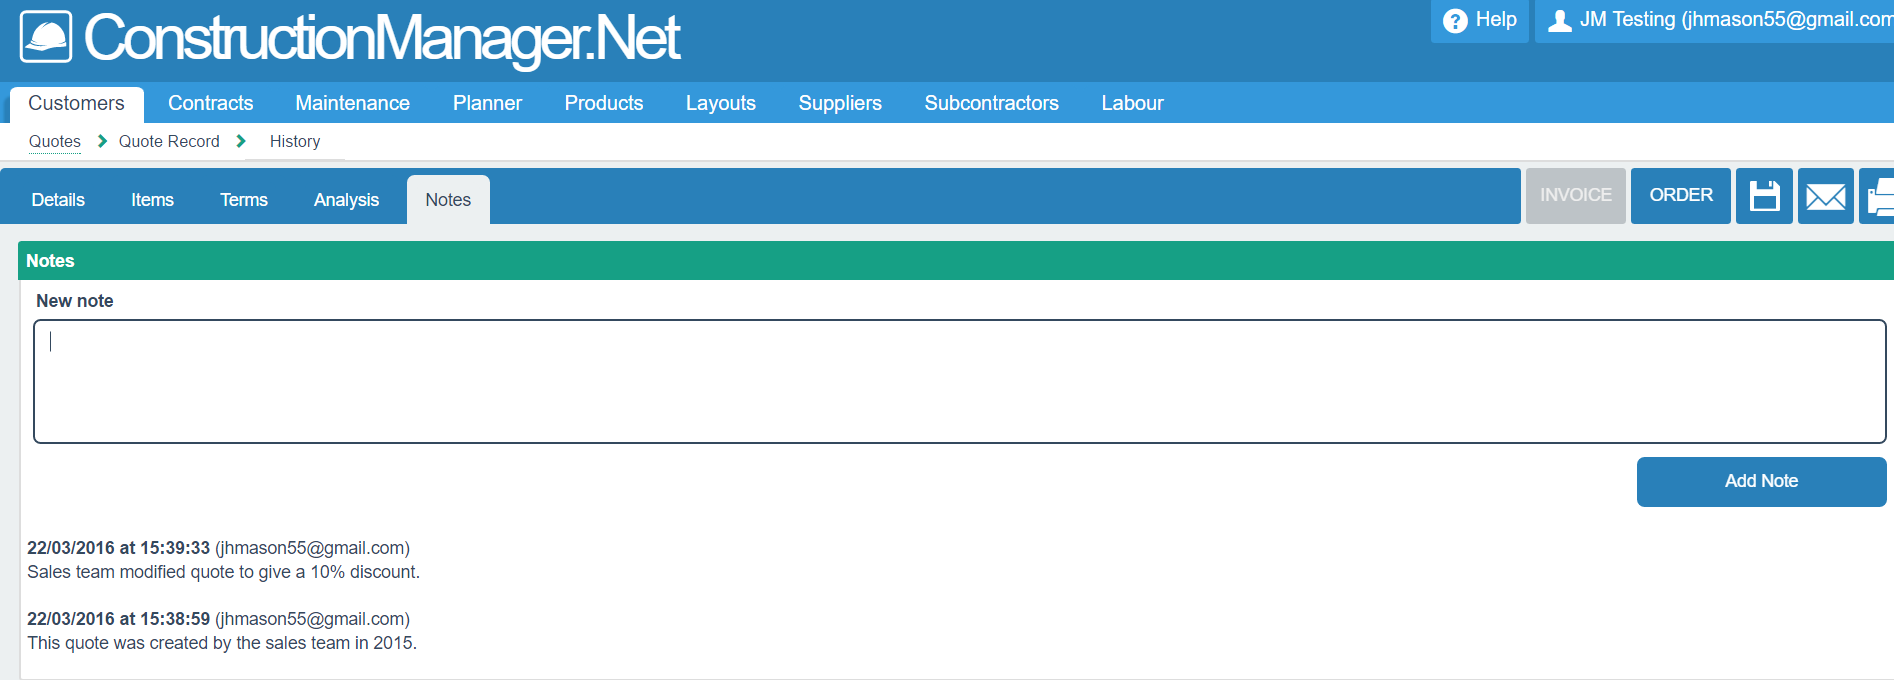 ConstructionManager.Net
? Help
JM Testing (jhmason55@gmail.com
Customers Contracts Maintenance Planner Products Layouts Suppliers Subcontractors Labour
Quotes Quote Record History
Details Items Terms Analysis Notes INVOICE ORDER
Notes
New note
Add Note
22/03/2016 at 15:39:33 (jhmason55@gmail.com)
Sales team modified quote to give a 10% discount.
22/03/2016 at 15:38:59 (jhmason55@gmail.com)
This quote was created by the sales team in 2015.